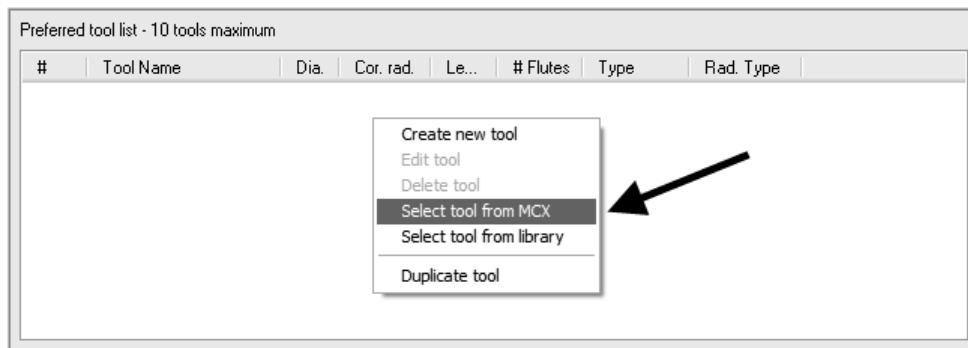 Preferred tool list - 10 tools maximum
# Tool Name Dia. Cor. rad. Le... # Flutes Type Rad. Type
Create new tool
Edit tool
Delete tool
Select tool from MCX
Select tool from library
Duplicate tool